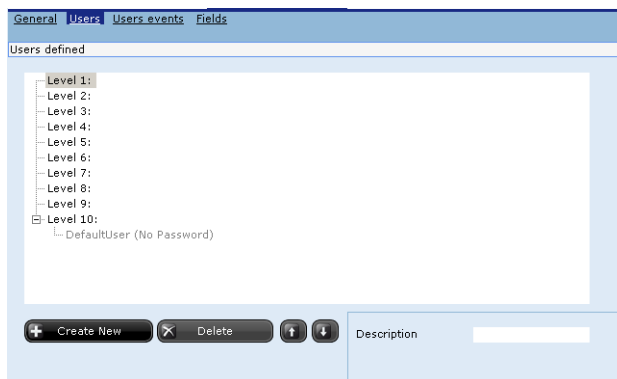 General Users Users events Fields
Users defined
Level 1:
Level 2:
Level 3:
Level 4:
Level 5:
Level 6:
Level 7:
Level 8:
Level 9:
Level 10:
DefaultUser (No Password)
Create New Delete
Description